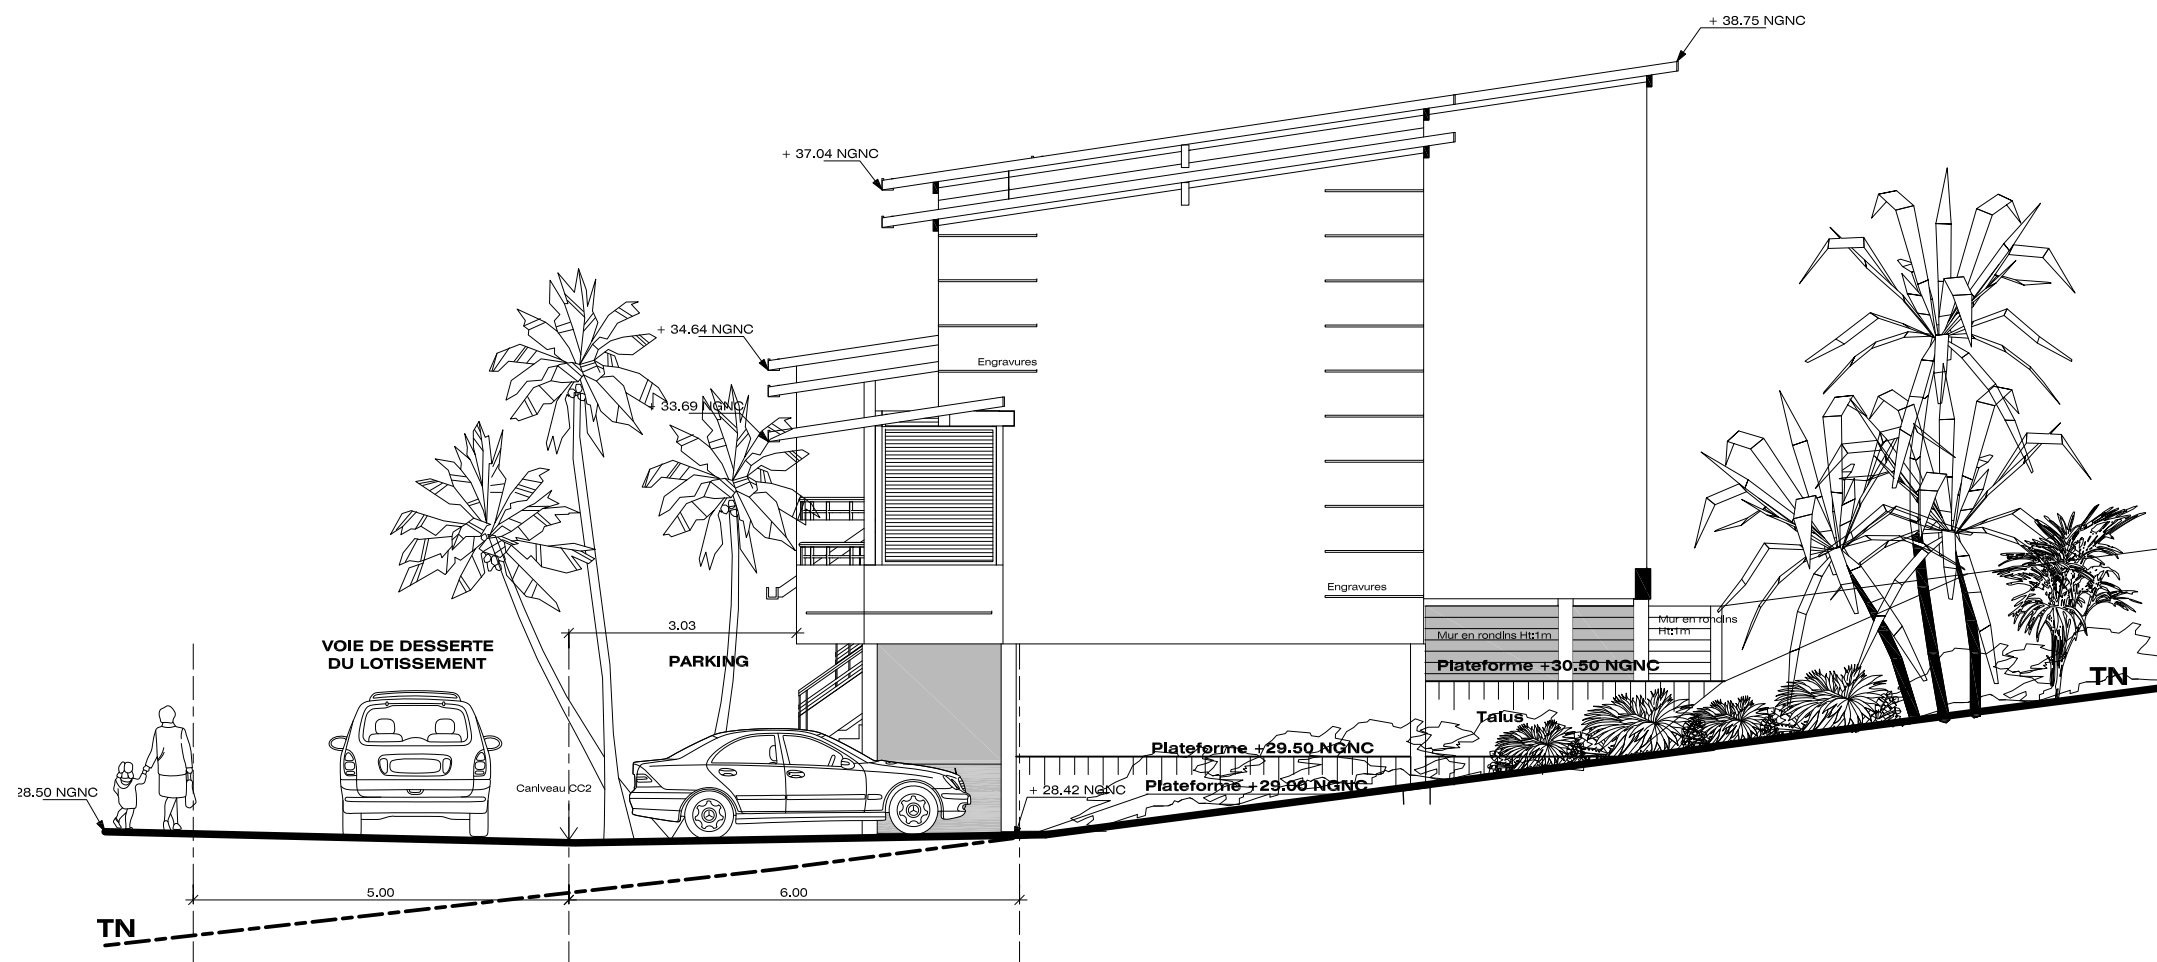 + 38.75 NGNC
+ 37.04 NGNC
+ 34.64 NGNC
Engravures
+ 33.69 NGNC
Engravures
3.03
VOIE DE DESSERTE
DU LOTISSEMENT
PARKING
Mur en rondins Ht:1m
Mur en rondins
Ht:1m
Plateforme +30.50 NGNC
TN
Talus
Plateforme +29.50 NGNC
Plateforme +29.00 NGNC
Caniveau CC2
28.50 NGNC
+ 28.42 NGNC
5.00
6.00
TN